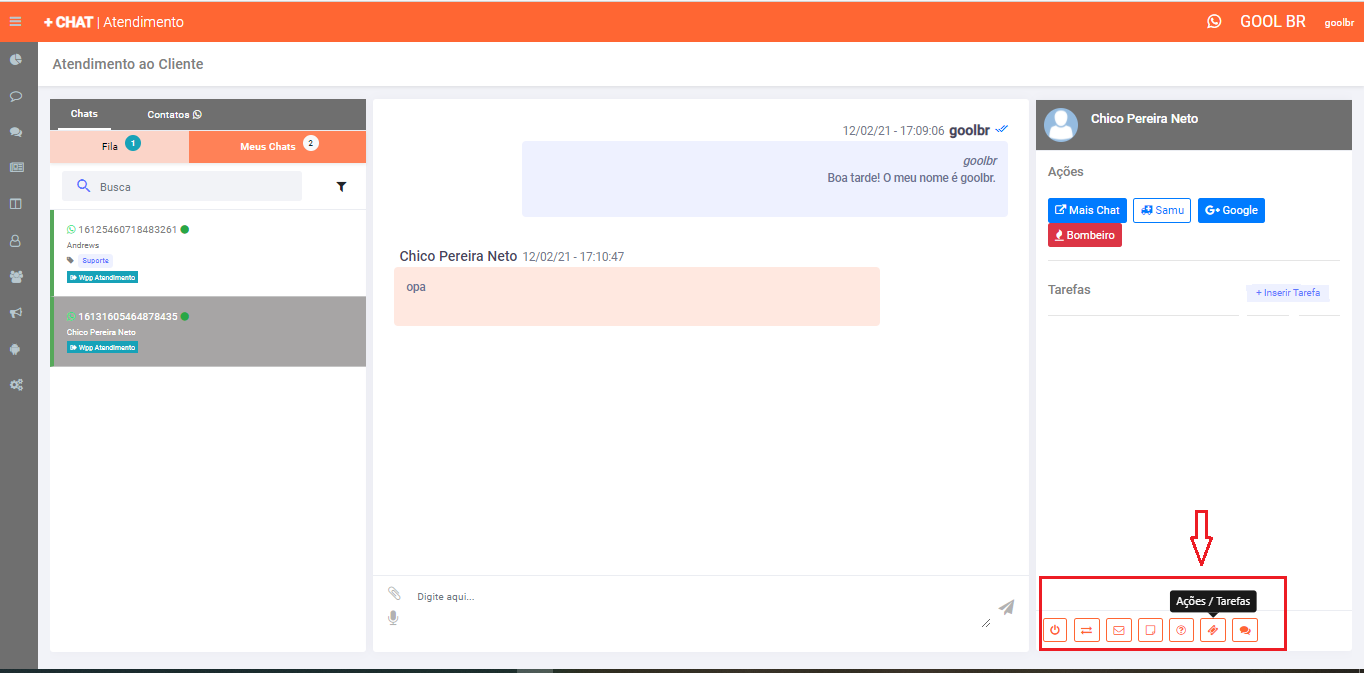 + CHAT | Atendimento
GOOL BR goolbr
Atendimento ao Cliente
Chats Contatos
Fila 1 Meus Chats 2
Busca
16125460718483261
Andrews
Suporte
Wpp Atendimento
16131605464878435
Chico Pereira Neto
Wpp Atendimento
12/02/21 - 17:09:06 goolbr
goolbr
Boa tarde! O meu nome é goolbr.
Chico Pereira Neto 12/02/21 - 17:10:47
opa
Digite aqui...
Chico Pereira Neto
Ações
Mais Chat Samu G+ Google
Bombeiro
Tarefas + Inserir Tarefa
Ações / Tarefas